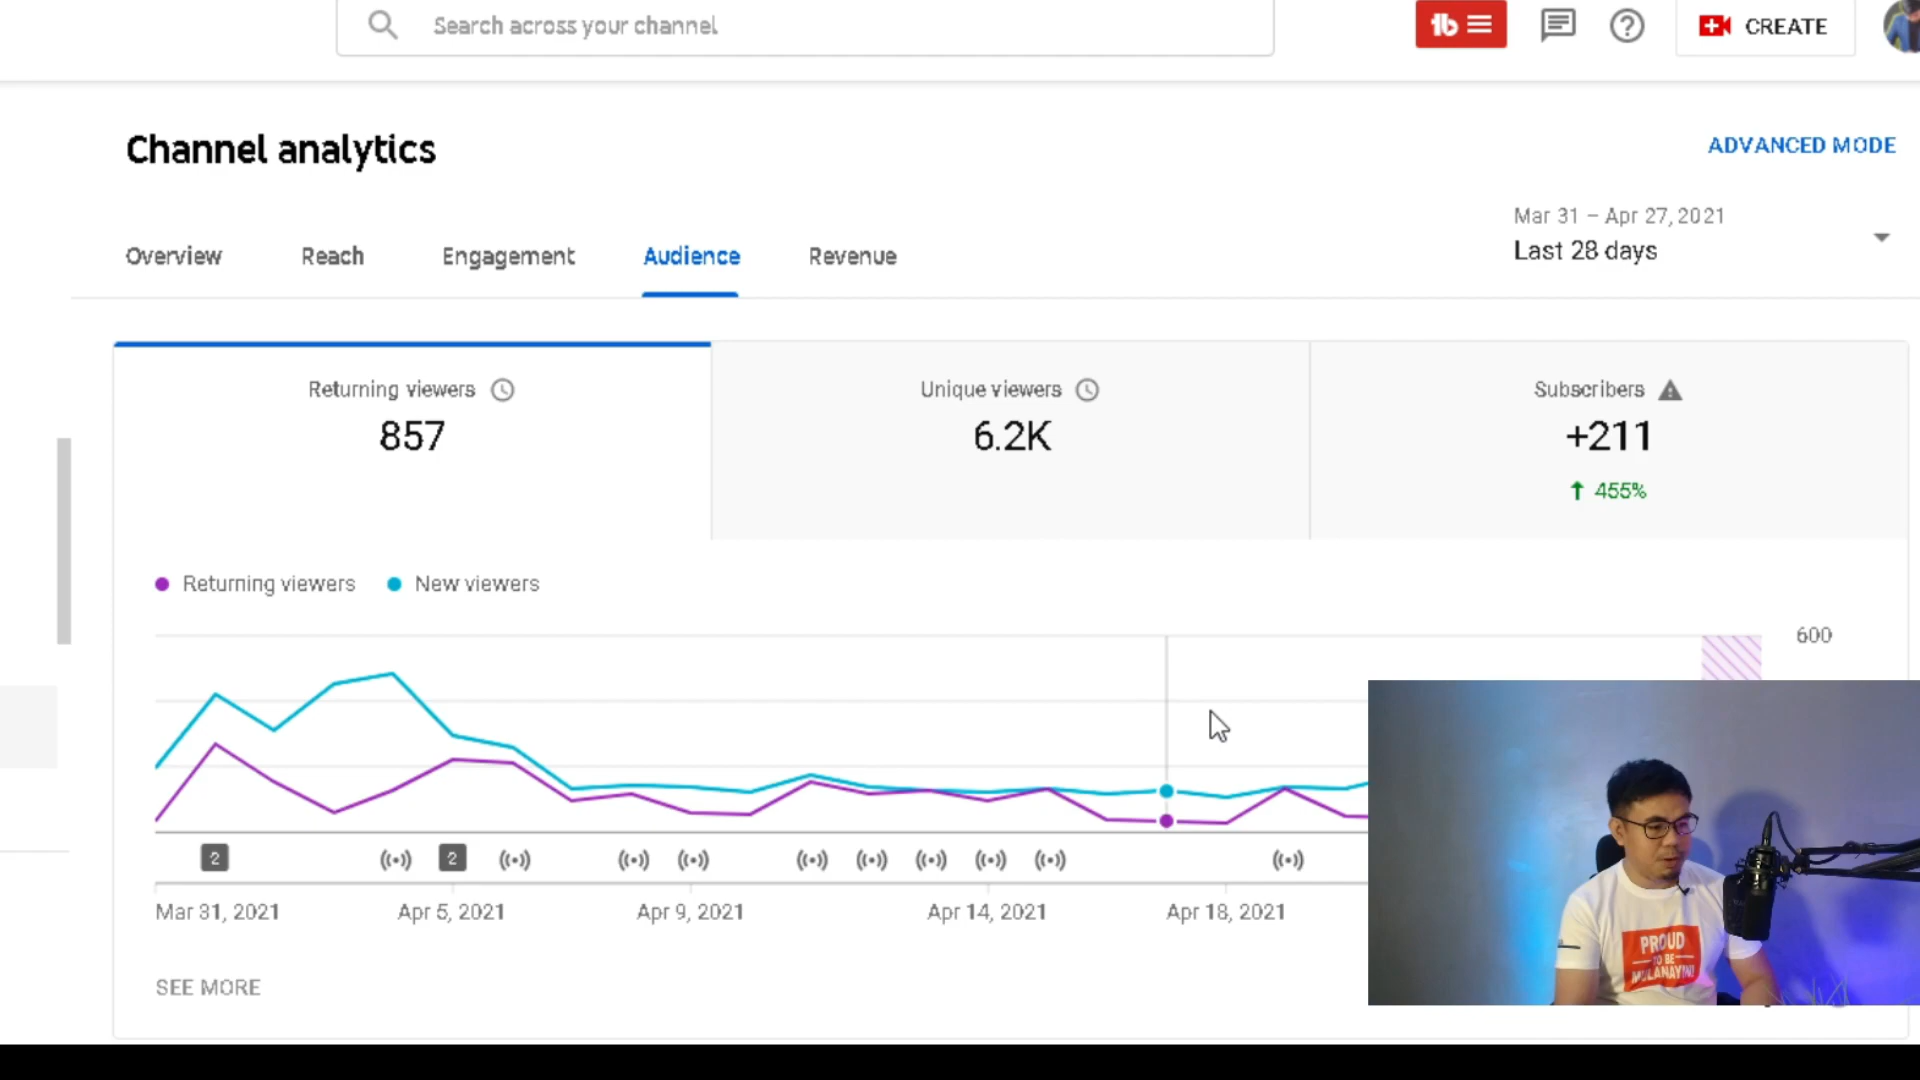 Search across your channel
CREATE
Channel analytics
ADVANCED MODE
Mar 31 – Apr 27, 2021
Last 28 days
Overview
Reach
Engagement
Audience
Revenue
Returning viewers
857
Unique viewers
6.2K
Subscribers
+211
455%
Returning viewers
New viewers
600
2
2
Mar 31, 2021
Apr 5, 2021
Apr 9, 2021
Apr 14, 2021
Apr 18, 2021
SEE MORE
PROUD
TO BE
MULANAYIN